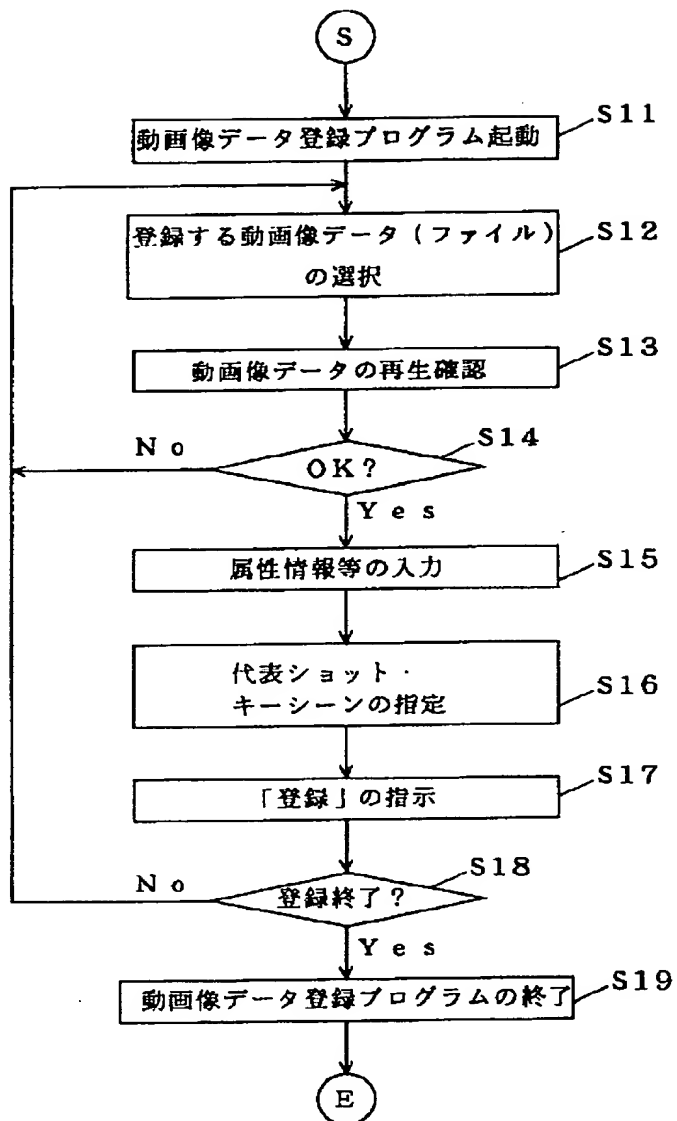 S
動画像データ登録プログラム起動
S11
登録する動画像データ(ファイル)
の選択
S12
動画像データの再生確認
S13
OK?
S14
No
Yes
属性情報等の入力
S15
代表ショット・
キーシーンの指定
S16
「登録」の指示
S17
登録終了?
S18
No
Yes
動画像データ登録プログラムの終了
S19
E